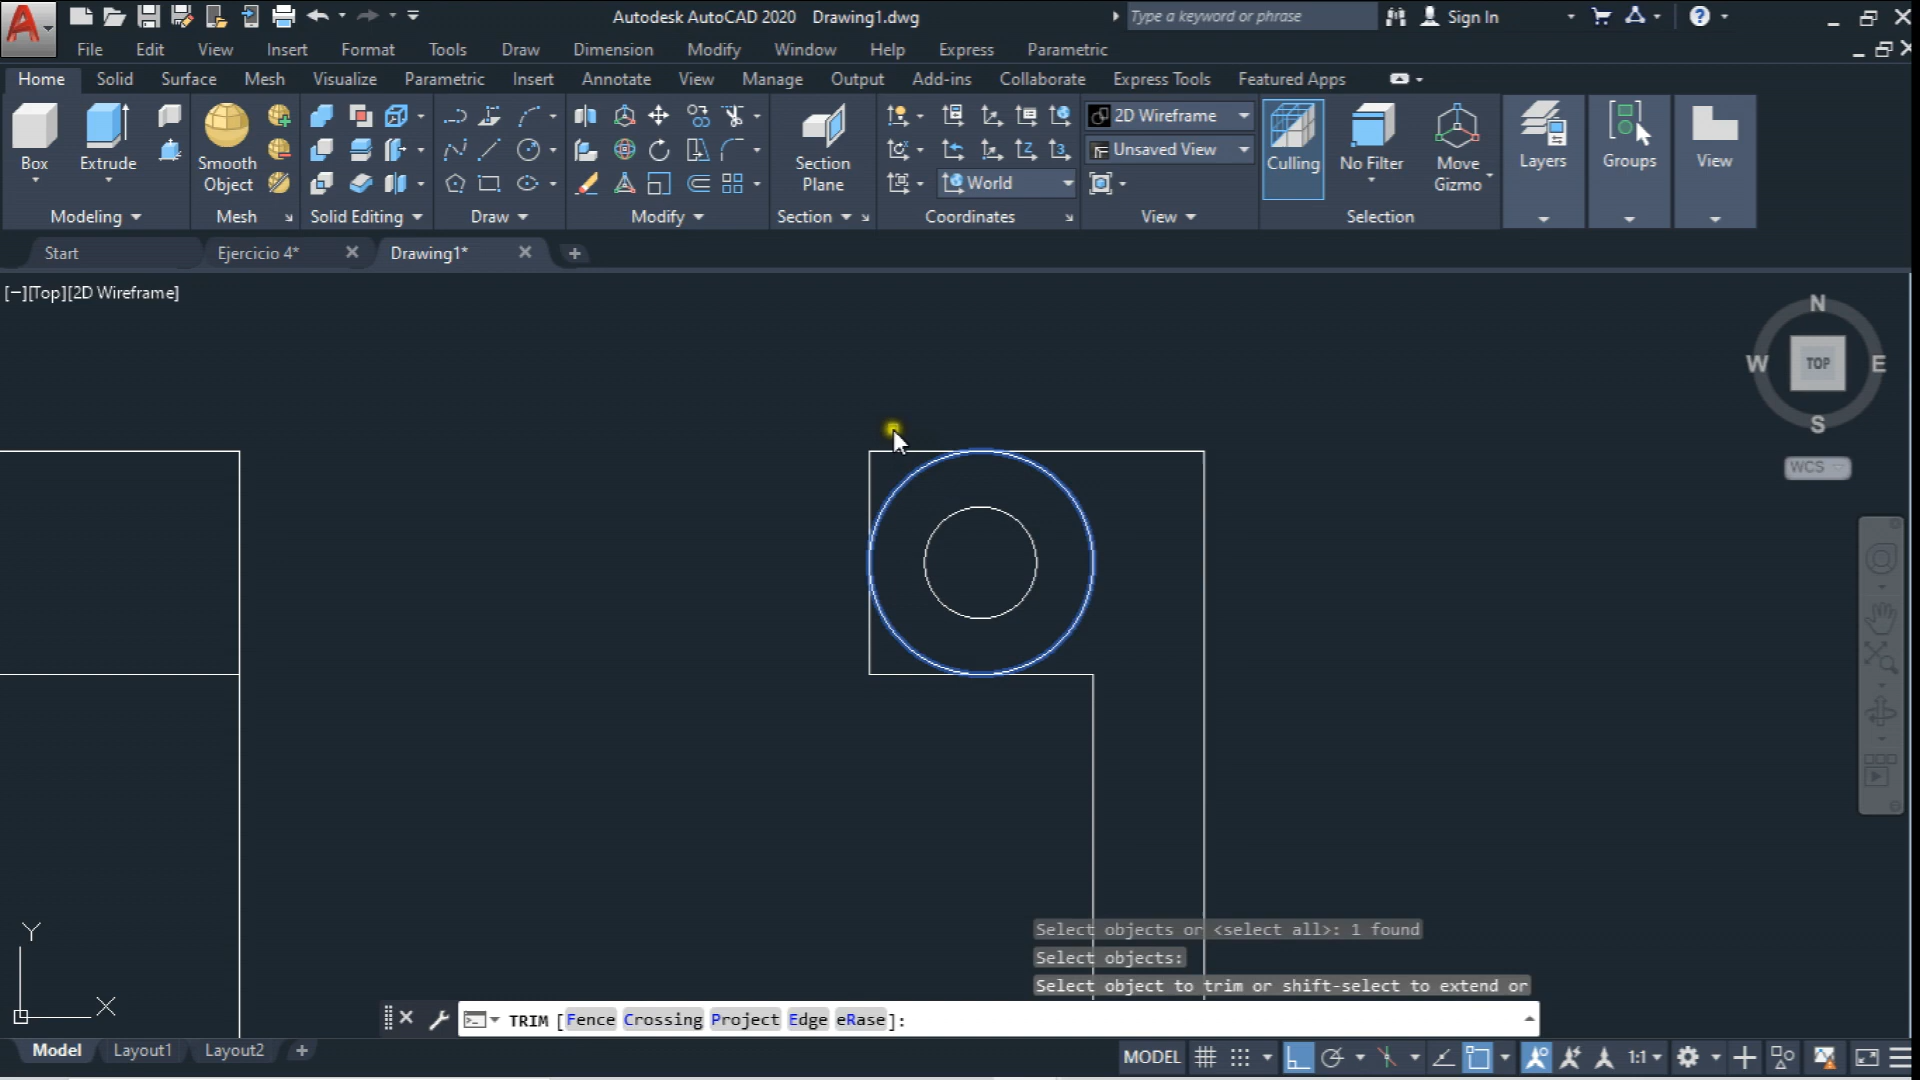 Autodesk AutoCAD 2020 Drawing1.dwg Type a keyword or phrase Sign In
File Edit View Insert Format Tools Draw Dimension Modify Window Help Express Parametric
Home Solid Surface Mesh Visualize Parametric Insert Annotate View Manage Output Add-ins Collaborate Express Tools Featured Apps
2D Wireframe
Unsaved View
Box Extrude Smooth Object Section Plane World Culling No Filter Move Gizmo Layers Groups View
Modeling Mesh Solid Editing Draw Modify Section Coordinates View Selection
Start Ejercicio 4* Drawing1*
[−][Top][2D Wireframe]
N
W TOP E
S
WCS
Y
X
Select objects or <select all>: 1 found
Select objects:
Select object to trim or shift-select to extend or
TRIM [Fence Crossing Project Edge eRase]:
Model Layout1 Layout2 MODEL 1:1